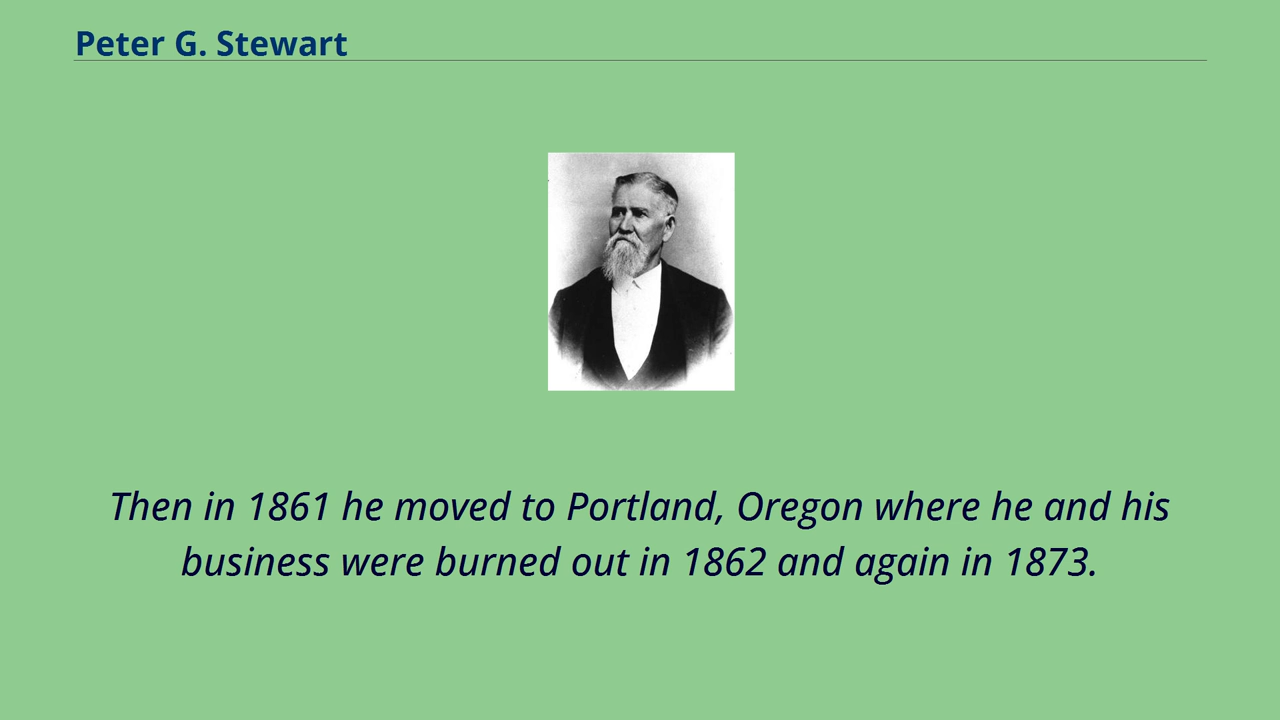 Peter G. Stewart
Then in 1861 he moved to Portland, Oregon where he and his
business were burned out in 1862 and again in 1873.